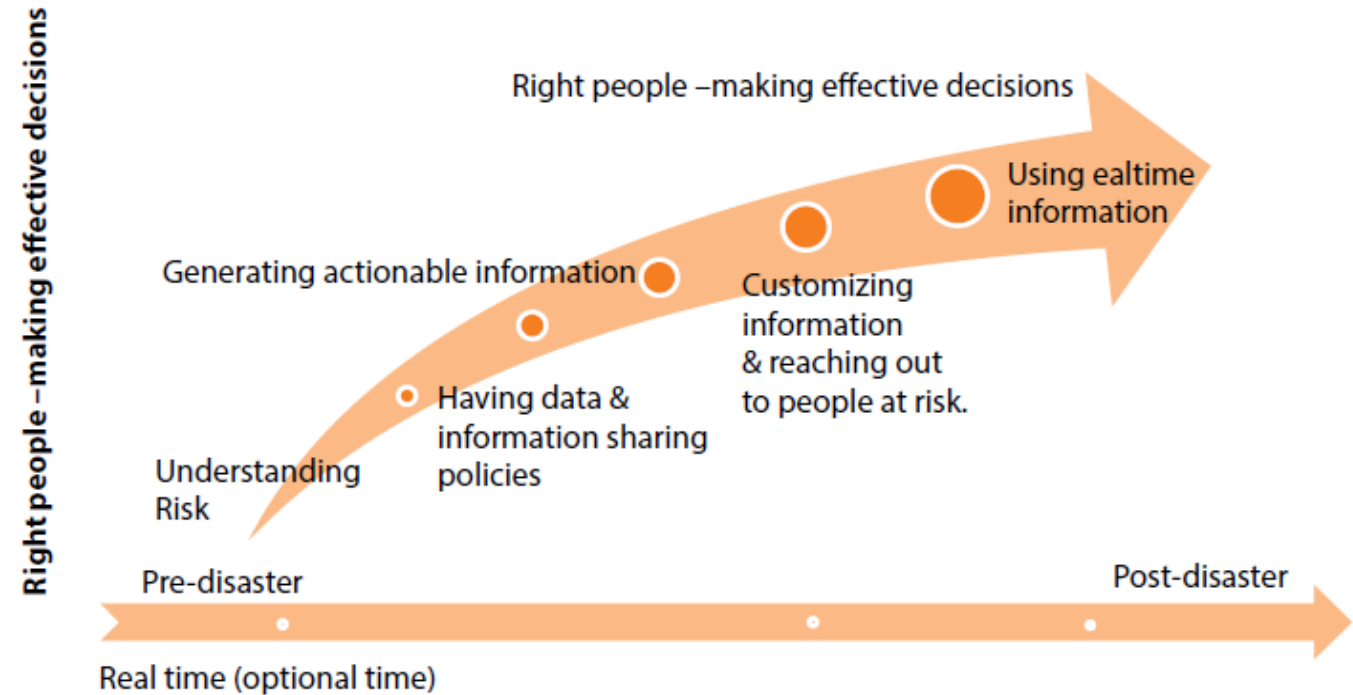 Right people –making effective decisions
Right people –making effective decisions
Using ealtime
information
Generating actionable information
Customizing
information
& reaching out
to people at risk.
Having data &
information sharing
policies
Understanding
Risk
Pre-disaster
Post-disaster
Real time (optional time)